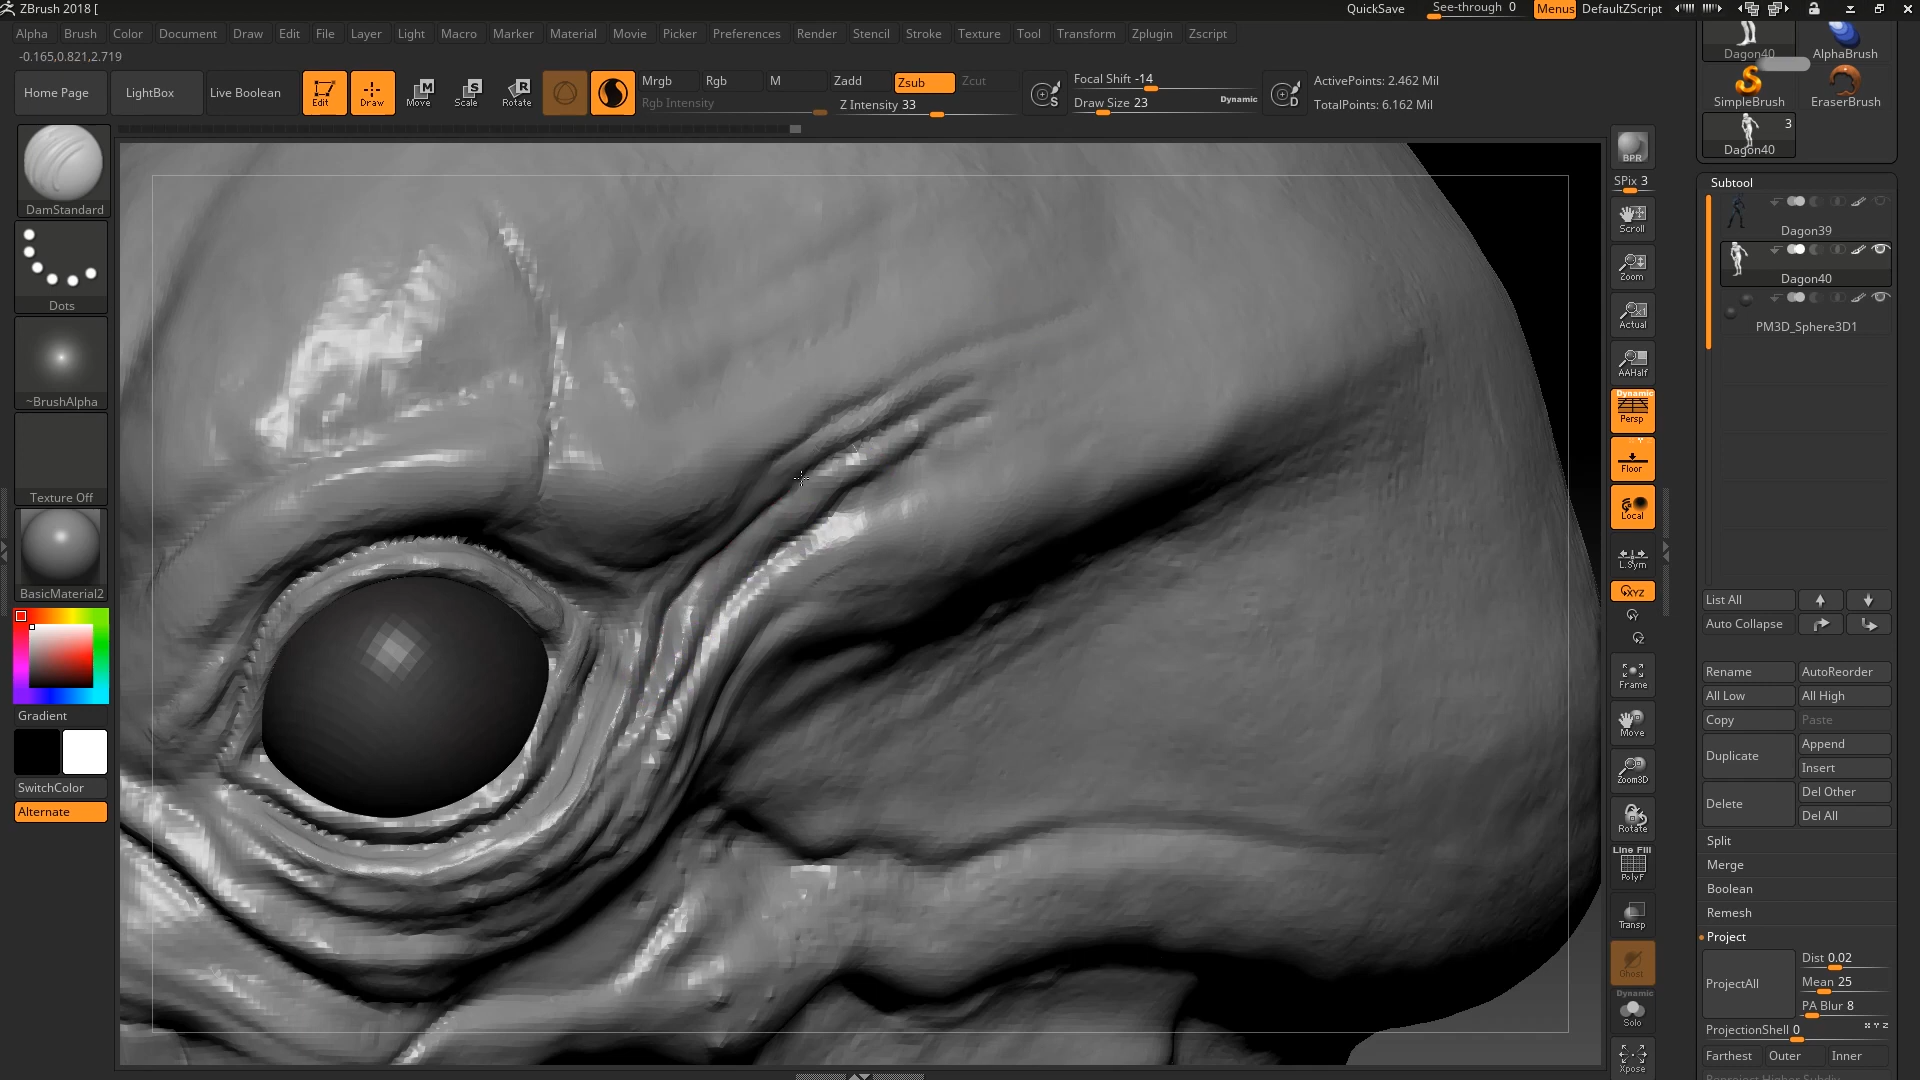 ZBrush 2018 [
QuickSave
See-through 0
Menus
DefaultZScript
Alpha Brush Color Document Draw Edit File Layer Light Macro Marker Material Movie Picker Preferences Render Stencil Stroke Texture Tool Transform Zplugin Zscript
-0.165,0.821,2.719
Home Page
LightBox
Live Boolean
Edit
Draw
Move
Scale
Rotate
Mrgb Rgb M Zadd Zsub Zcut
Rgb Intensity
Z Intensity 33
S
Focal Shift -14
Draw Size 23
Dynamic
D
ActivePoints: 2.462 Mil
TotalPoints: 6.162 Mil
DamStandard
Dots
~BrushAlpha
Texture Off
BasicMaterial2
Gradient
SwitchColor
Alternate
BPR
SPix 3
Scroll
Zoom
Actual
AAHalf
Dynamic
Persp
Floor
Local
L.Sym
XYZ
Y
Z
Frame
Move
Zoom3D
Rotate
Line Fill
PolyF
Transp
Ghost
Dynamic
Solo
Xpose
Dagon40
AlphaBrush
SimpleBrush
EraserBrush
3
Dagon40
Subtool
Dagon39
Dagon40
PM3D_Sphere3D1
List All
Auto Collapse
Rename
AutoReorder
All Low
All High
Copy
Paste
Duplicate
Append
Insert
Delete
Del Other
Del All
Split
Merge
Boolean
Remesh
Project
ProjectAll
Dist 0.02
Mean 25
PA Blur 8
ProjectionShell 0
Farthest Outer Inner
Reproject Higher Subdiv